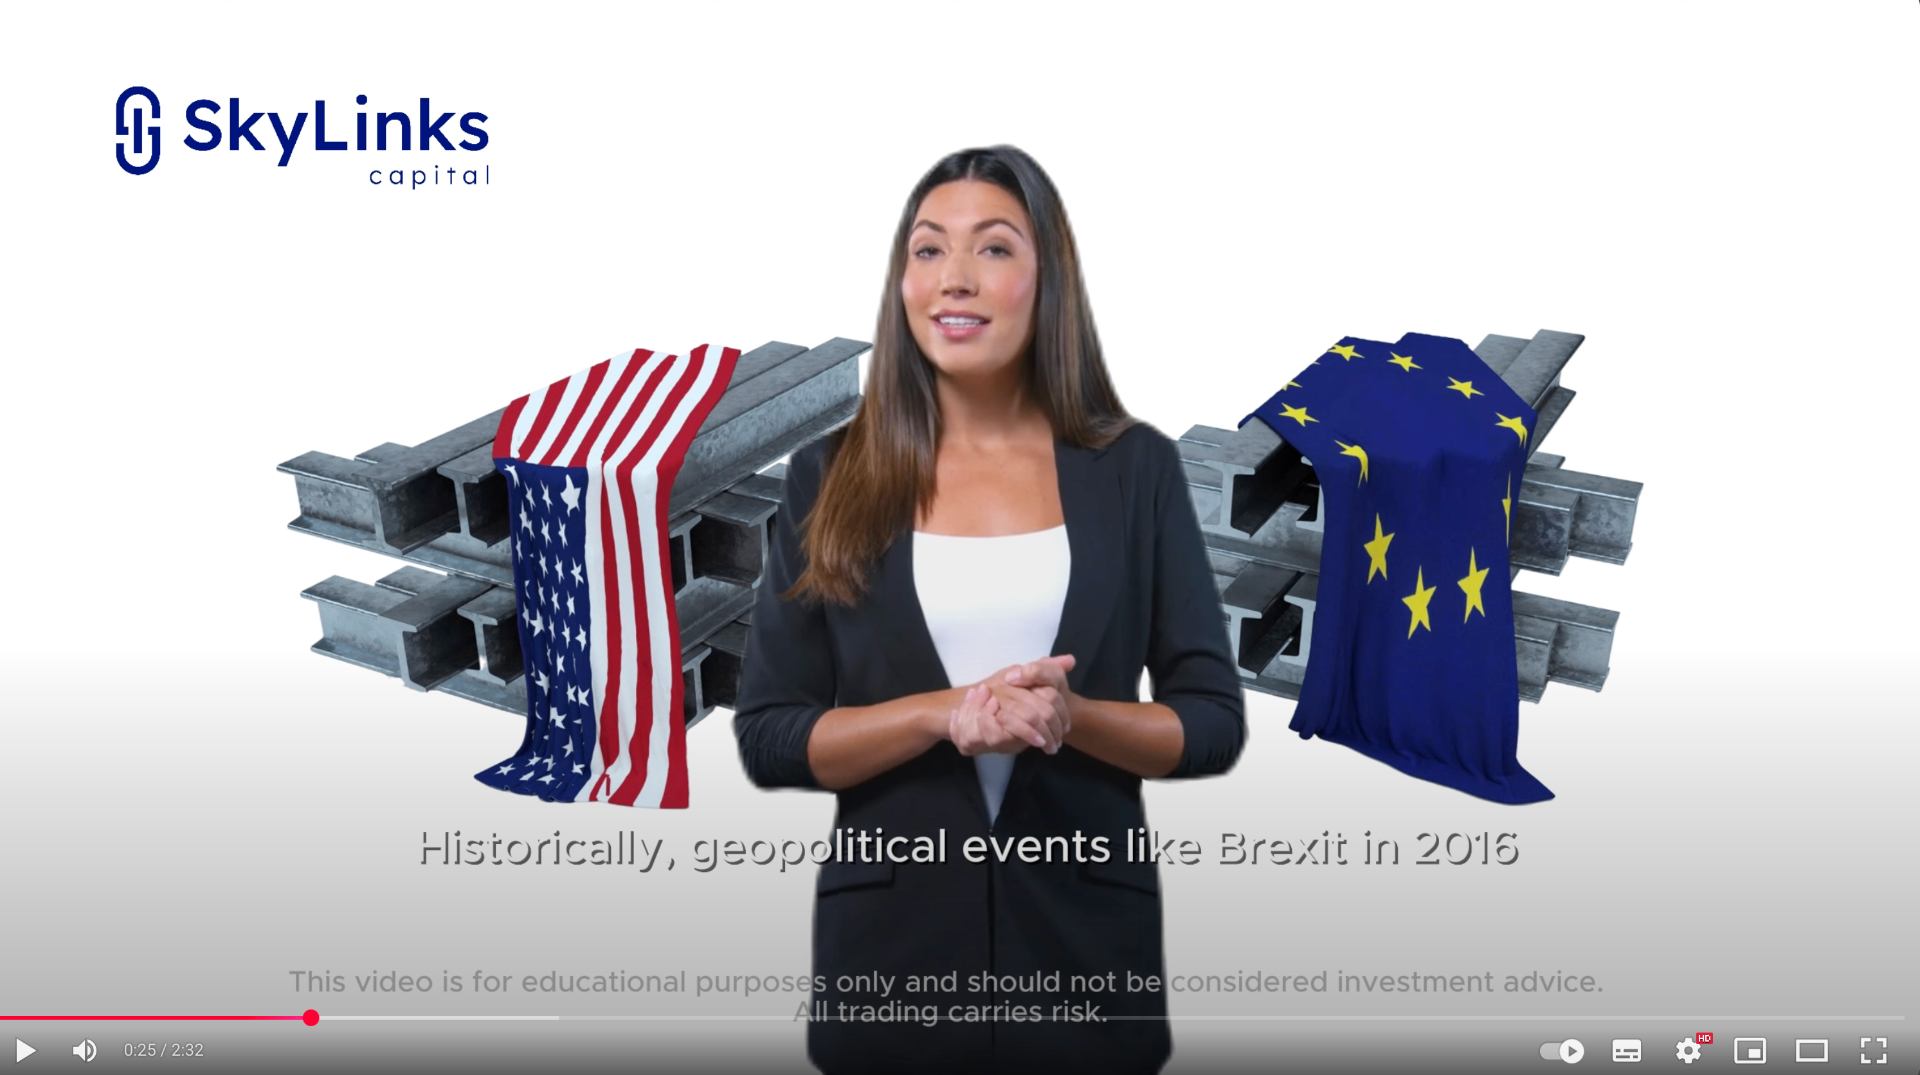 SkyLinks
capital
Historically, geopolitical events like Brexit in 2016
This video is for educational purposes only and should not be considered investment advice.
All trading carries risk.
0:25 / 2:32
HD